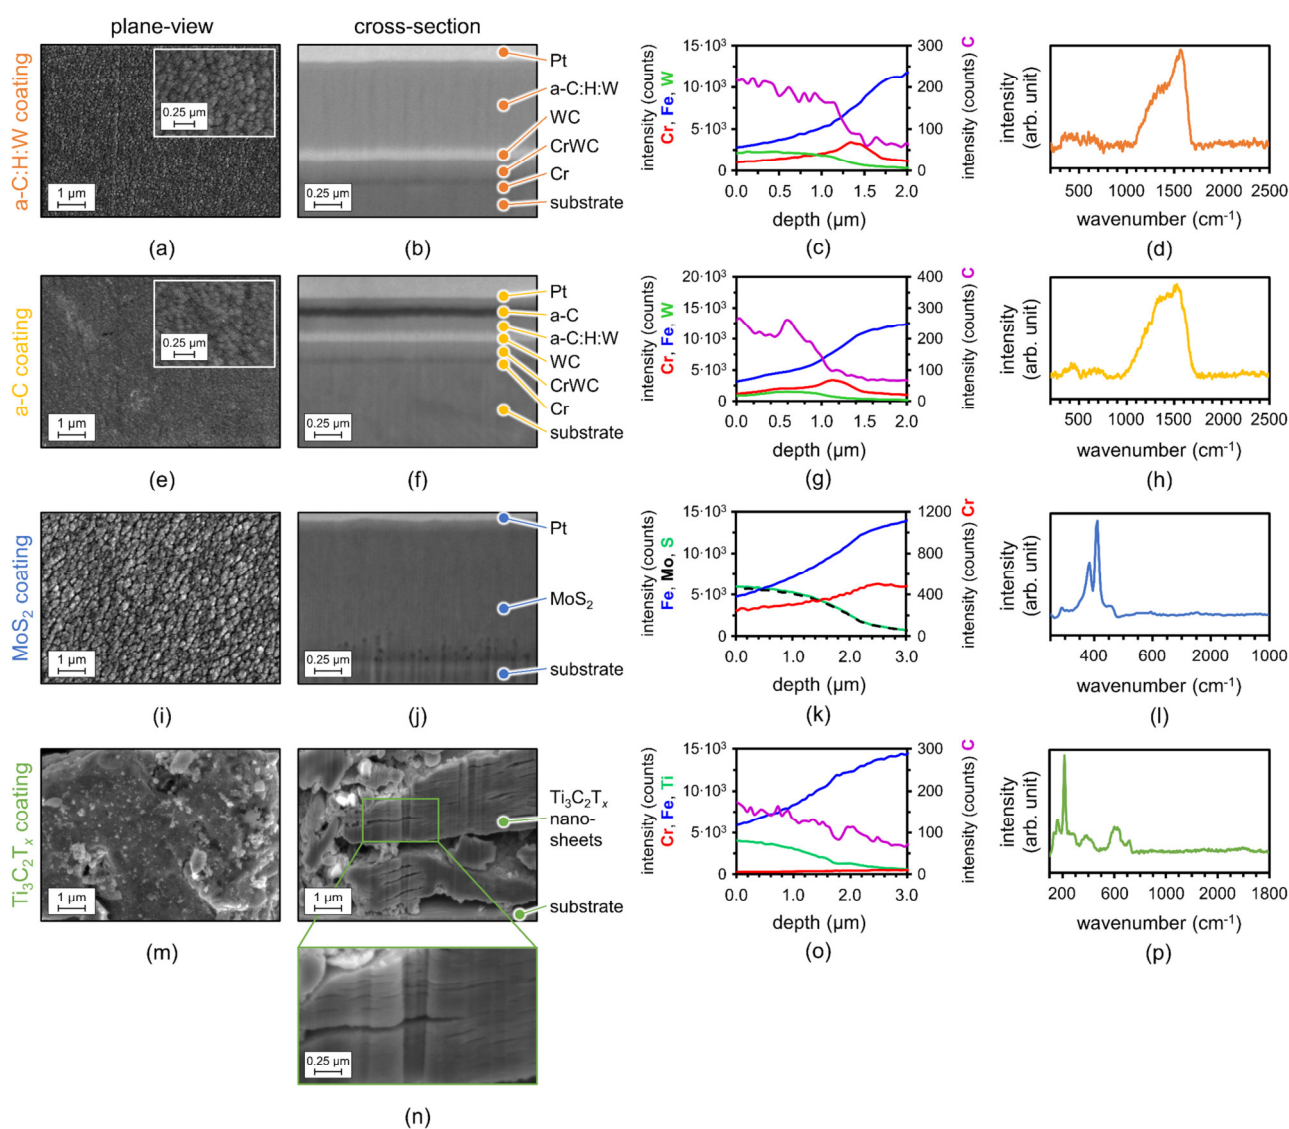 plane-view
cross-section
a-C:H:W coating
0.25 µm
1 µm
0.25 µm
Pt
a-C:H:W
WC
CrWC
Cr
substrate
intensity (counts)
Cr, Fe, W
15·10³
10·10³
5·10³
0
300
200
100
0
intensity (counts) C
0.0 0.5 1.0 1.5 2.0
depth (µm)
intensity
(arb. unit)
500 1000 1500 2000 2500
wavenumber (cm⁻¹)
(a)
(b)
(c)
(d)
a-C coating
0.25 µm
1 µm
0.25 µm
Pt
a-C
a-C:H:W
WC
CrWC
Cr
substrate
intensity (counts)
Cr, Fe, W
20·10³
15·10³
10·10³
5·10³
0
400
300
200
100
0
intensity (counts) C
0.0 0.5 1.0 1.5 2.0
depth (µm)
intensity
(arb. unit)
500 1000 1500 2000 2500
wavenumber (cm⁻¹)
(e)
(f)
(g)
(h)
MoS₂ coating
1 µm
0.25 µm
Pt
MoS₂
substrate
intensity (counts)
Fe, Mo, S
15·10³
10·10³
5·10³
0
1200
800
400
0
intensity (counts) Cr
0.0 1.0 2.0 3.0
depth (µm)
intensity
(arb. unit)
400 600 2000 1000
wavenumber (cm⁻¹)
(i)
(j)
(k)
(l)
Ti₃C₂Tₓ coating
1 µm
1 µm
Ti₃C₂Tₓ
nano-
sheets
substrate
intensity (counts)
Cr, Fe, Ti
15·10³
10·10³
5·10³
0
300
200
100
0
intensity (counts) C
0.0 1.0 2.0 3.0
depth (µm)
intensity
(arb. unit)
200 600 1000 1400 1800
wavenumber (cm⁻¹)
(m)
(o)
(p)
0.25 µm
(n)